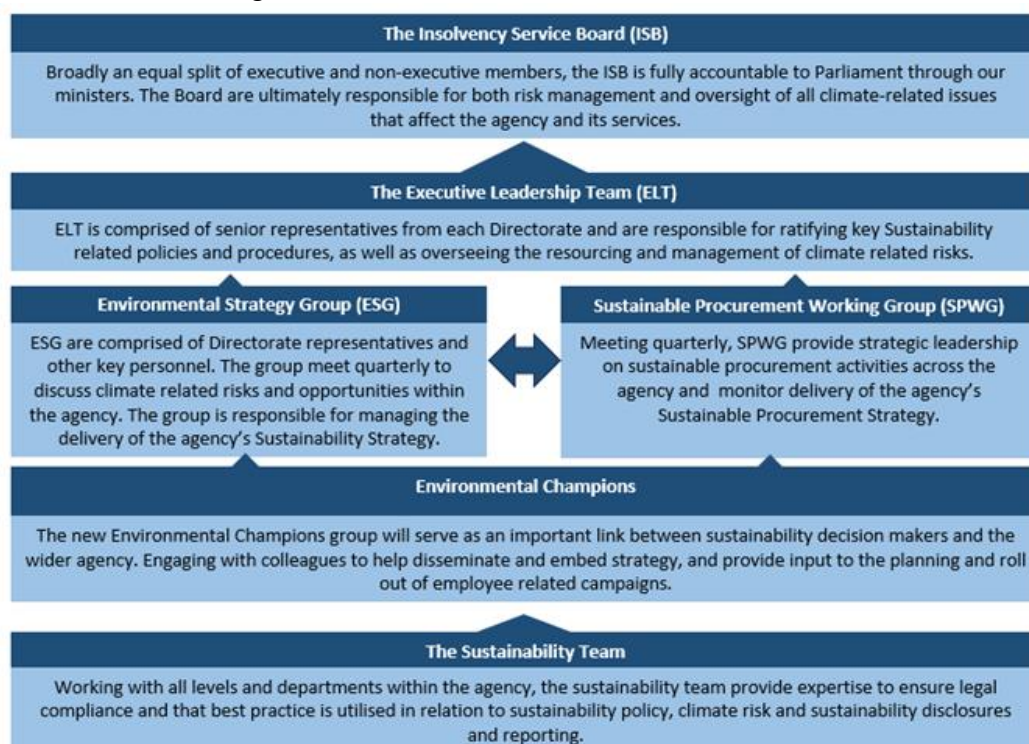 The Insolvency Service Board (ISB)
Broadly an equal split of executive and non-executive members, the ISB is fully accountable to Parliament through our
ministers. The Board are ultimately responsible for both risk management and oversight of all climate-related issues
that affect the agency and its services.
The Executive Leadership Team (ELT)
ELT is comprised of senior representatives from each Directorate and are responsible for ratifying key Sustainability
related policies and procedures, as well as overseeing the resourcing and management of climate related risks.
Environmental Strategy Group (ESG)
ESG are comprised of Directorate representatives and
other key personnel. The group meet quarterly to
discuss climate related risks and opportunities within
the agency. The group is responsible for managing the
delivery of the agency's Sustainability Strategy.
Sustainable Procurement Working Group (SPWG)
Meeting quarterly, SPWG provide strategic leadership
on sustainable procurement activities across the
agency and monitor delivery of the agency's
Sustainable Procurement Strategy.
Environmental Champions
The new Environmental Champions group will serve as an important link between sustainability decision makers and the
wider agency. Engaging with colleagues to help disseminate and embed strategy, and provide input to the planning and roll
out of employee related campaigns.
The Sustainability Team
Working with all levels and departments within the agency, the sustainability team provide expertise to ensure legal
compliance and that best practice is utilised in relation to sustainability policy, climate risk and sustainability disclosures
and reporting.